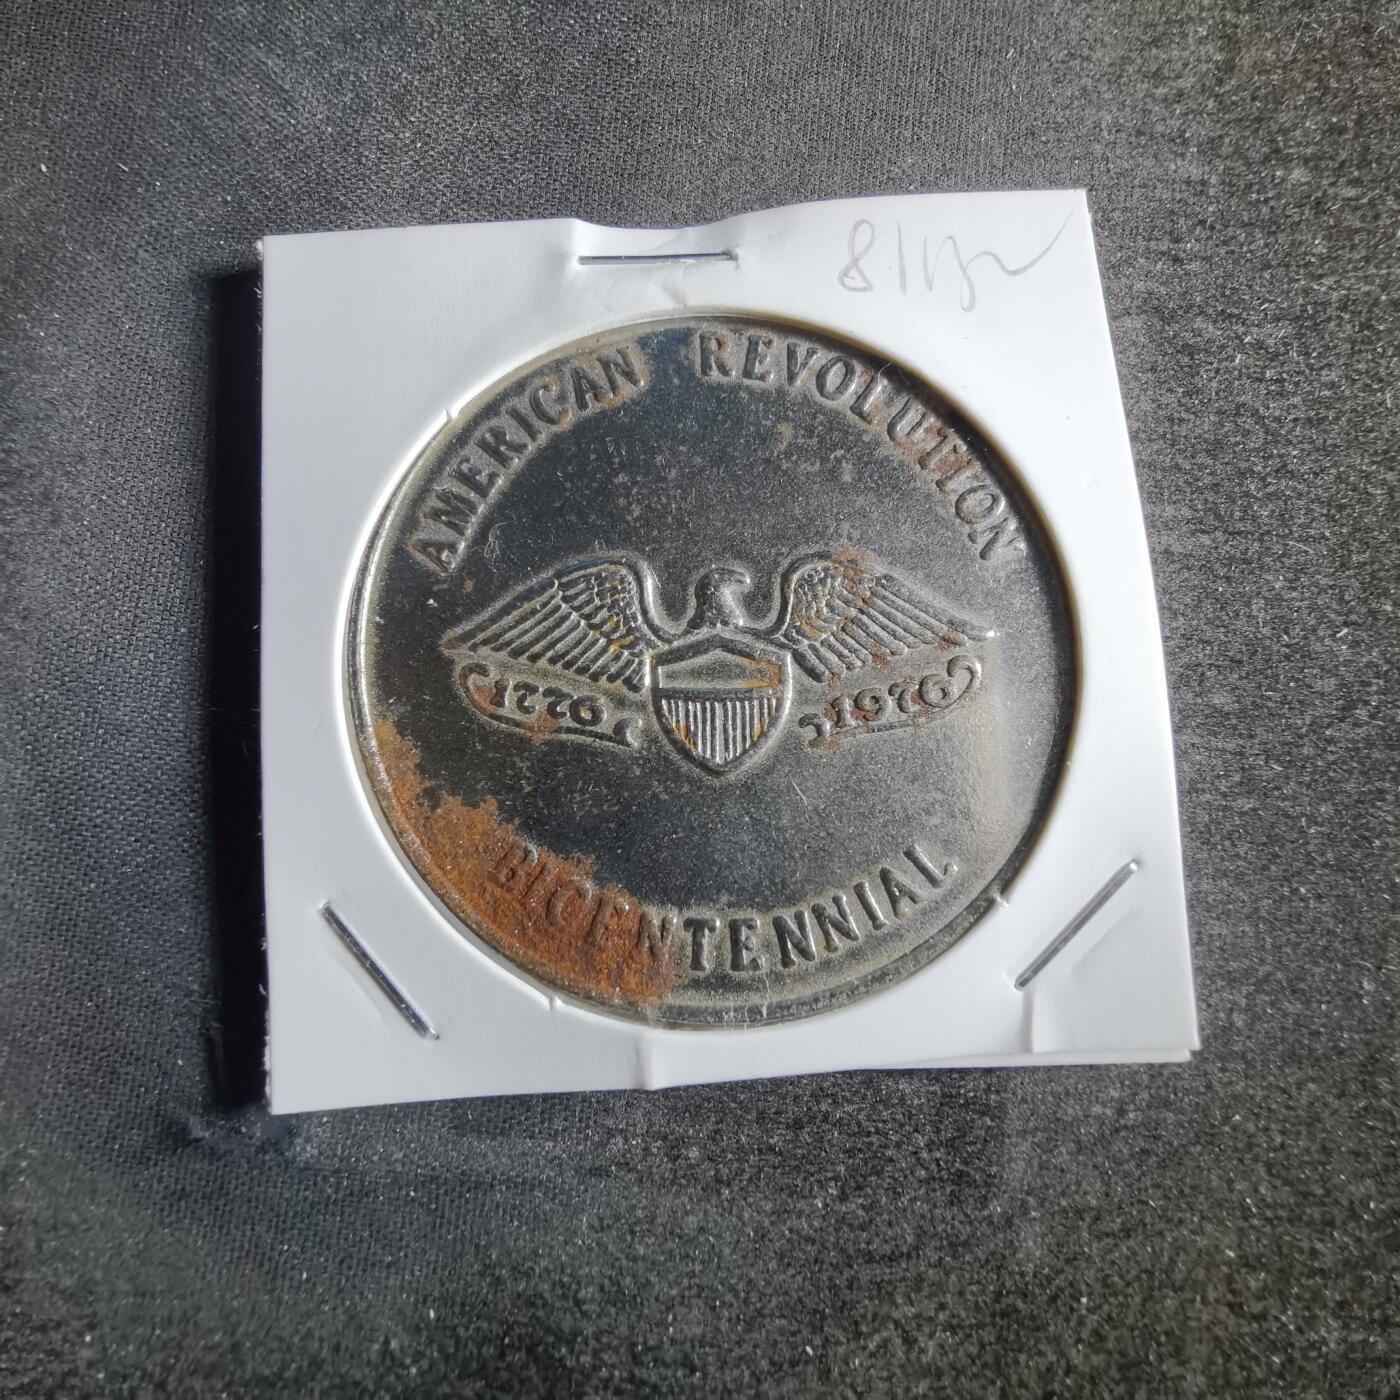 AMERICAN REVOLUTION
1776 1976
BICENTENNIAL